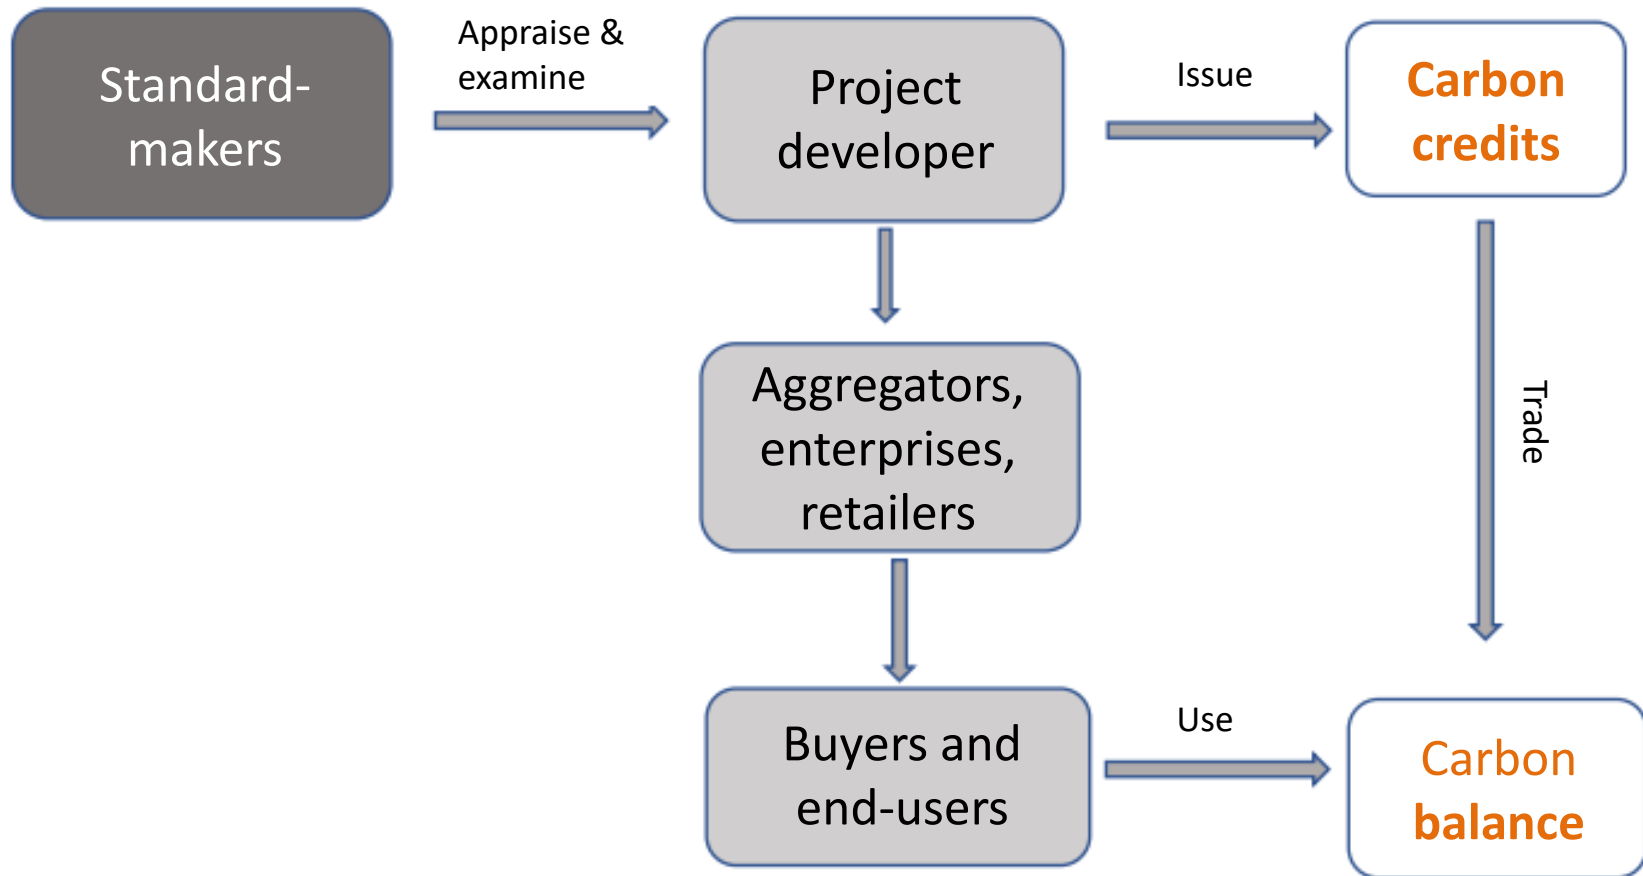 Standard-
makers
Appraise &
examine
Project
developer
Issue
Carbon
credits
Aggregators,
enterprises,
retailers
Trade
Buyers and
end-users
Use
Carbon
balance